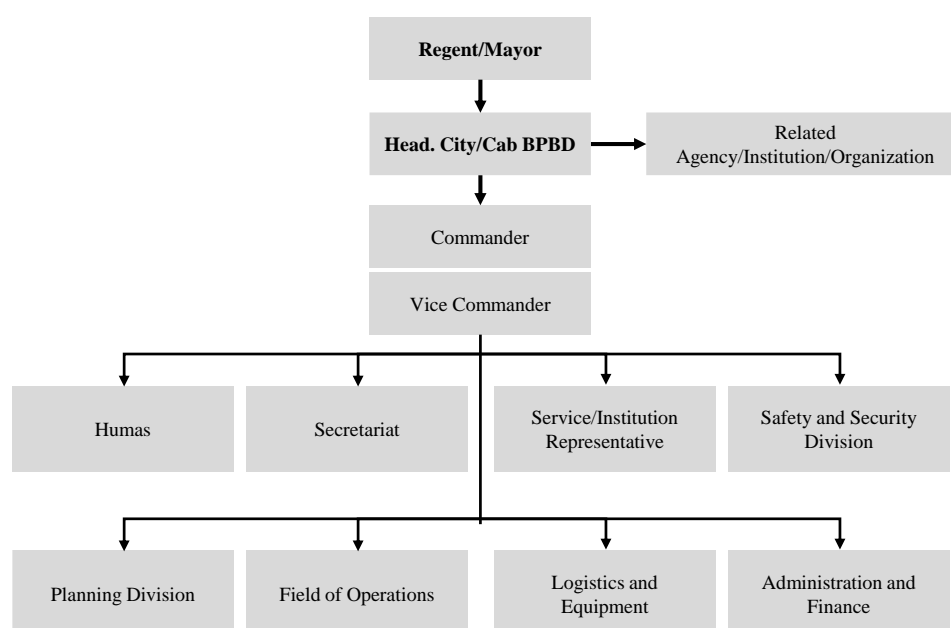 Regent/Mayor
Head. City/Cab BPBD
Related
Agency/Institution/Organization
Commander
Vice Commander
Humas
Secretariat
Service/Institution
Representative
Safety and Security
Division
Planning Division
Field of Operations
Logistics and
Equipment
Administration and
Finance